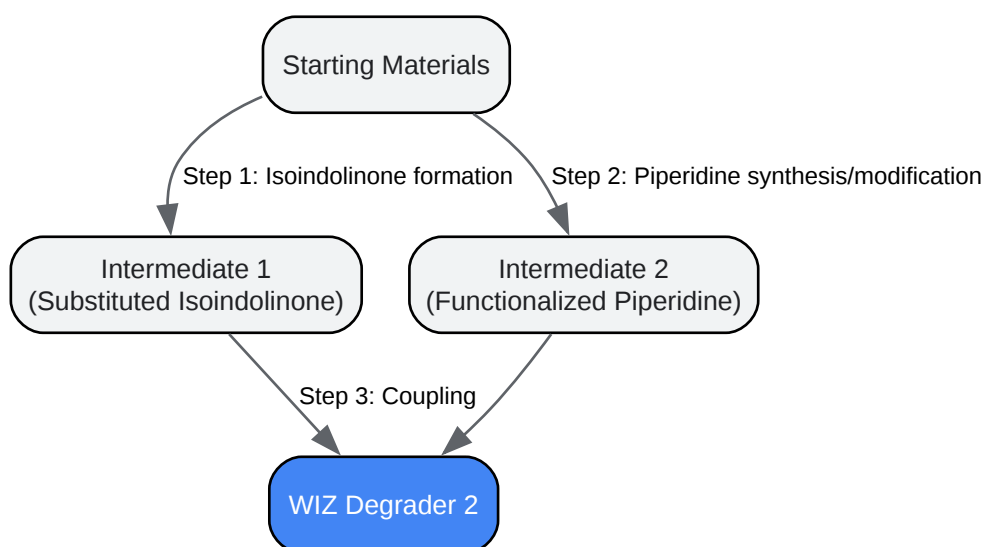 Starting Materials
Step 1: Isoindolinone formation
Step 2: Piperidine synthesis/modification
Intermediate 1
(Substituted Isoindolinone)
Intermediate 2
(Functionalized Piperidine)
Step 3: Coupling
WIZ Degrader 2